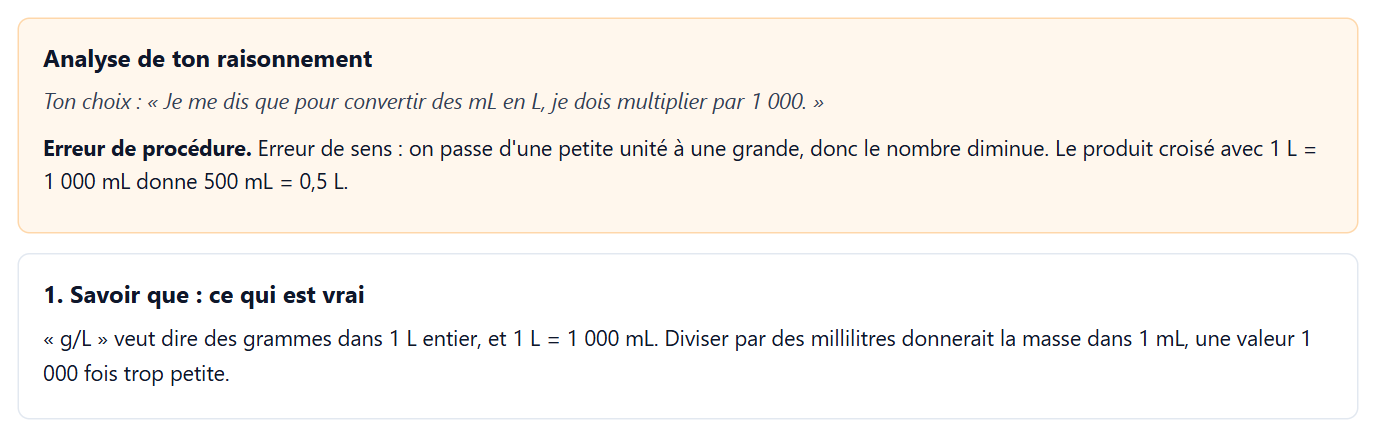 Analyse de ton raisonnement
Ton choix : « Je me dis que pour convertir des mL en L, je dois multiplier par 1 000. »
Erreur de procédure. Erreur de sens : on passe d'une petite unité à une grande, donc le nombre diminue. Le produit croisé avec 1 L =
1 000 mL donne 500 mL = 0,5 L.
1. Savoir que : ce qui est vrai
« g/L » veut dire des grammes dans 1 L entier, et 1 L = 1 000 mL. Diviser par des millilitres donnerait la masse dans 1 mL, une valeur 1
000 fois trop petite.